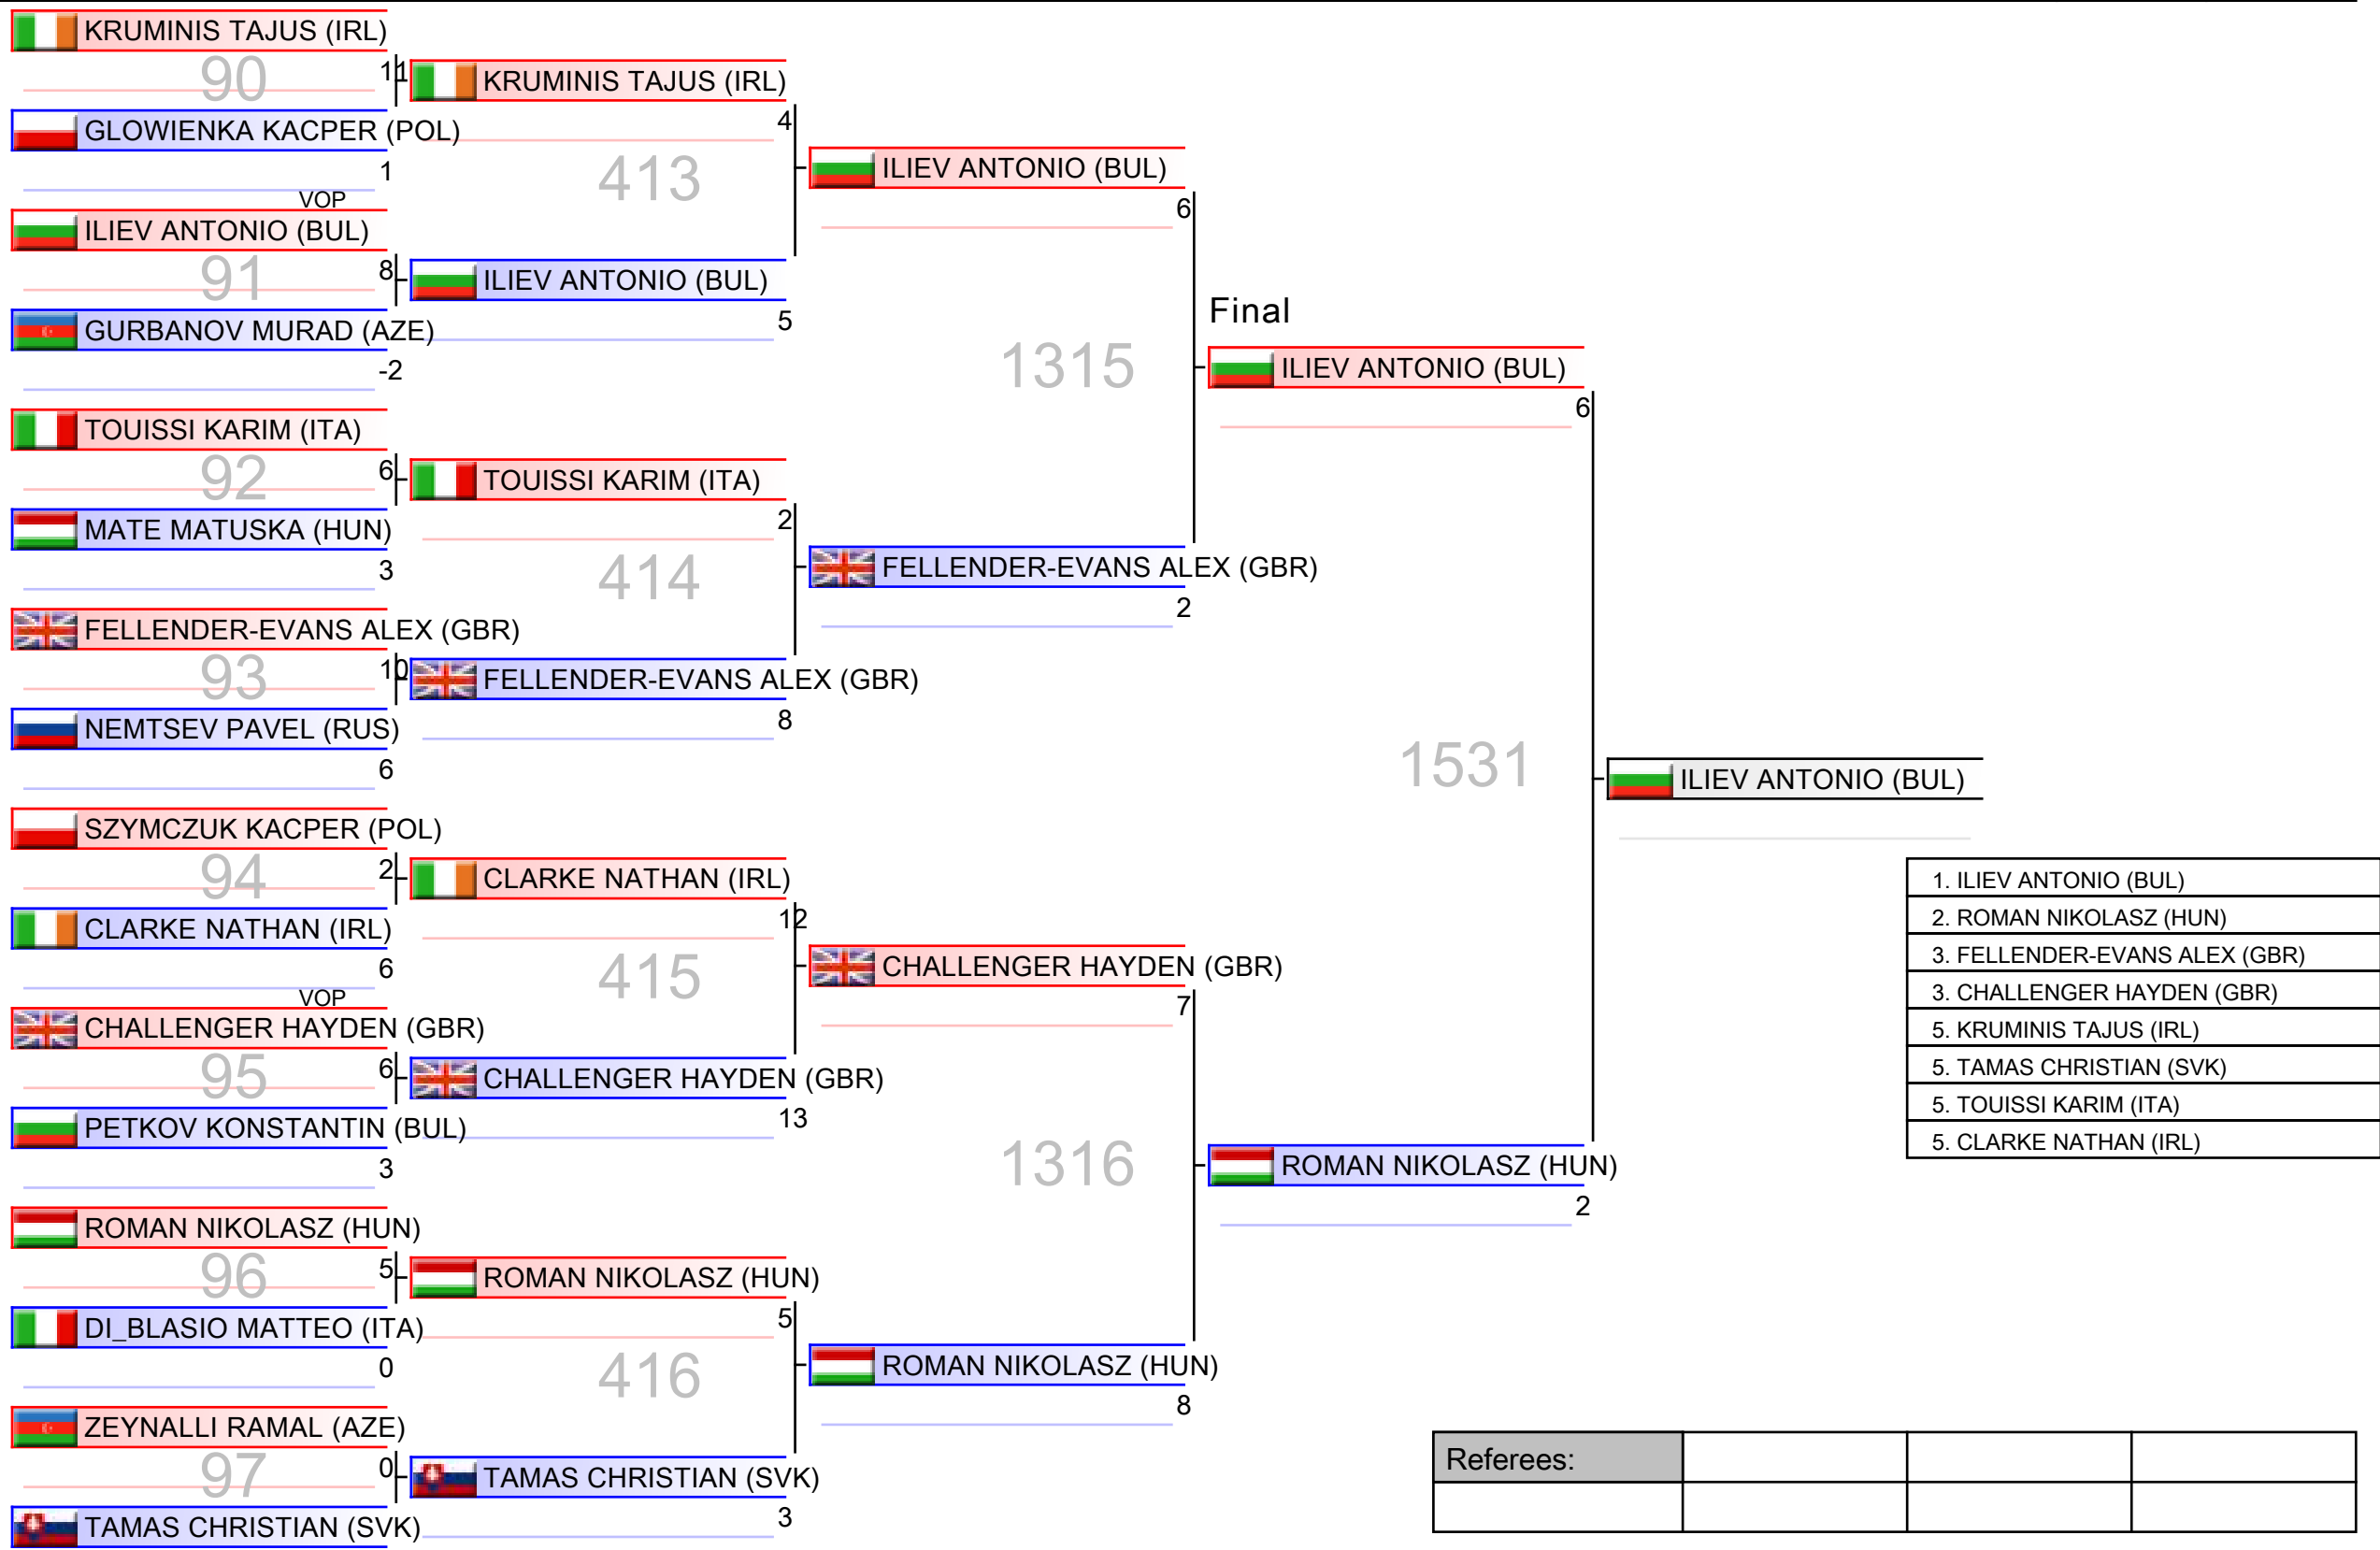 KRUMINIS TAJUS (IRL)
90
11
GLOWIENKA KACPER (POL)
1
VOP
ILIEV ANTONIO (BUL)
91
8
GURBANOV MURAD (AZE)
-2
TOUISSI KARIM (ITA)
92
6
MATE MATUSKA (HUN)
3
FELLENDER-EVANS ALEX (GBR)
93
10
NEMTSEV PAVEL (RUS)
6
SZYMCZUK KACPER (POL)
94
2
CLARKE NATHAN (IRL)
6
VOP
CHALLENGER HAYDEN (GBR)
95
6
PETKOV KONSTANTIN (BUL)
3
ROMAN NIKOLASZ (HUN)
96
5
DI_BLASIO MATTEO (ITA)
0
ZEYNALLI RAMAL (AZE)
97
0
TAMAS CHRISTIAN (SVK)
KRUMINIS TAJUS (IRL)
4
413
ILIEV ANTONIO (BUL)
5
TOUISSI KARIM (ITA)
2
414
FELLENDER-EVANS ALEX (GBR)
8
CLARKE NATHAN (IRL)
12
415
CHALLENGER HAYDEN (GBR)
13
ROMAN NIKOLASZ (HUN)
5
416
TAMAS CHRISTIAN (SVK)
3
ILIEV ANTONIO (BUL)
6
1315
FELLENDER-EVANS ALEX (GBR)
2
CHALLENGER HAYDEN (GBR)
7
1316
ROMAN NIKOLASZ (HUN)
8
Final
ILIEV ANTONIO (BUL)
6
1531
ROMAN NIKOLASZ (HUN)
2
ILIEV ANTONIO (BUL)
1. ILIEV ANTONIO (BUL)
2. ROMAN NIKOLASZ (HUN)
3. FELLENDER-EVANS ALEX (GBR)
3. CHALLENGER HAYDEN (GBR)
5. KRUMINIS TAJUS (IRL)
5. TAMAS CHRISTIAN (SVK)
5. TOUISSI KARIM (ITA)
5. CLARKE NATHAN (IRL)
Referees: